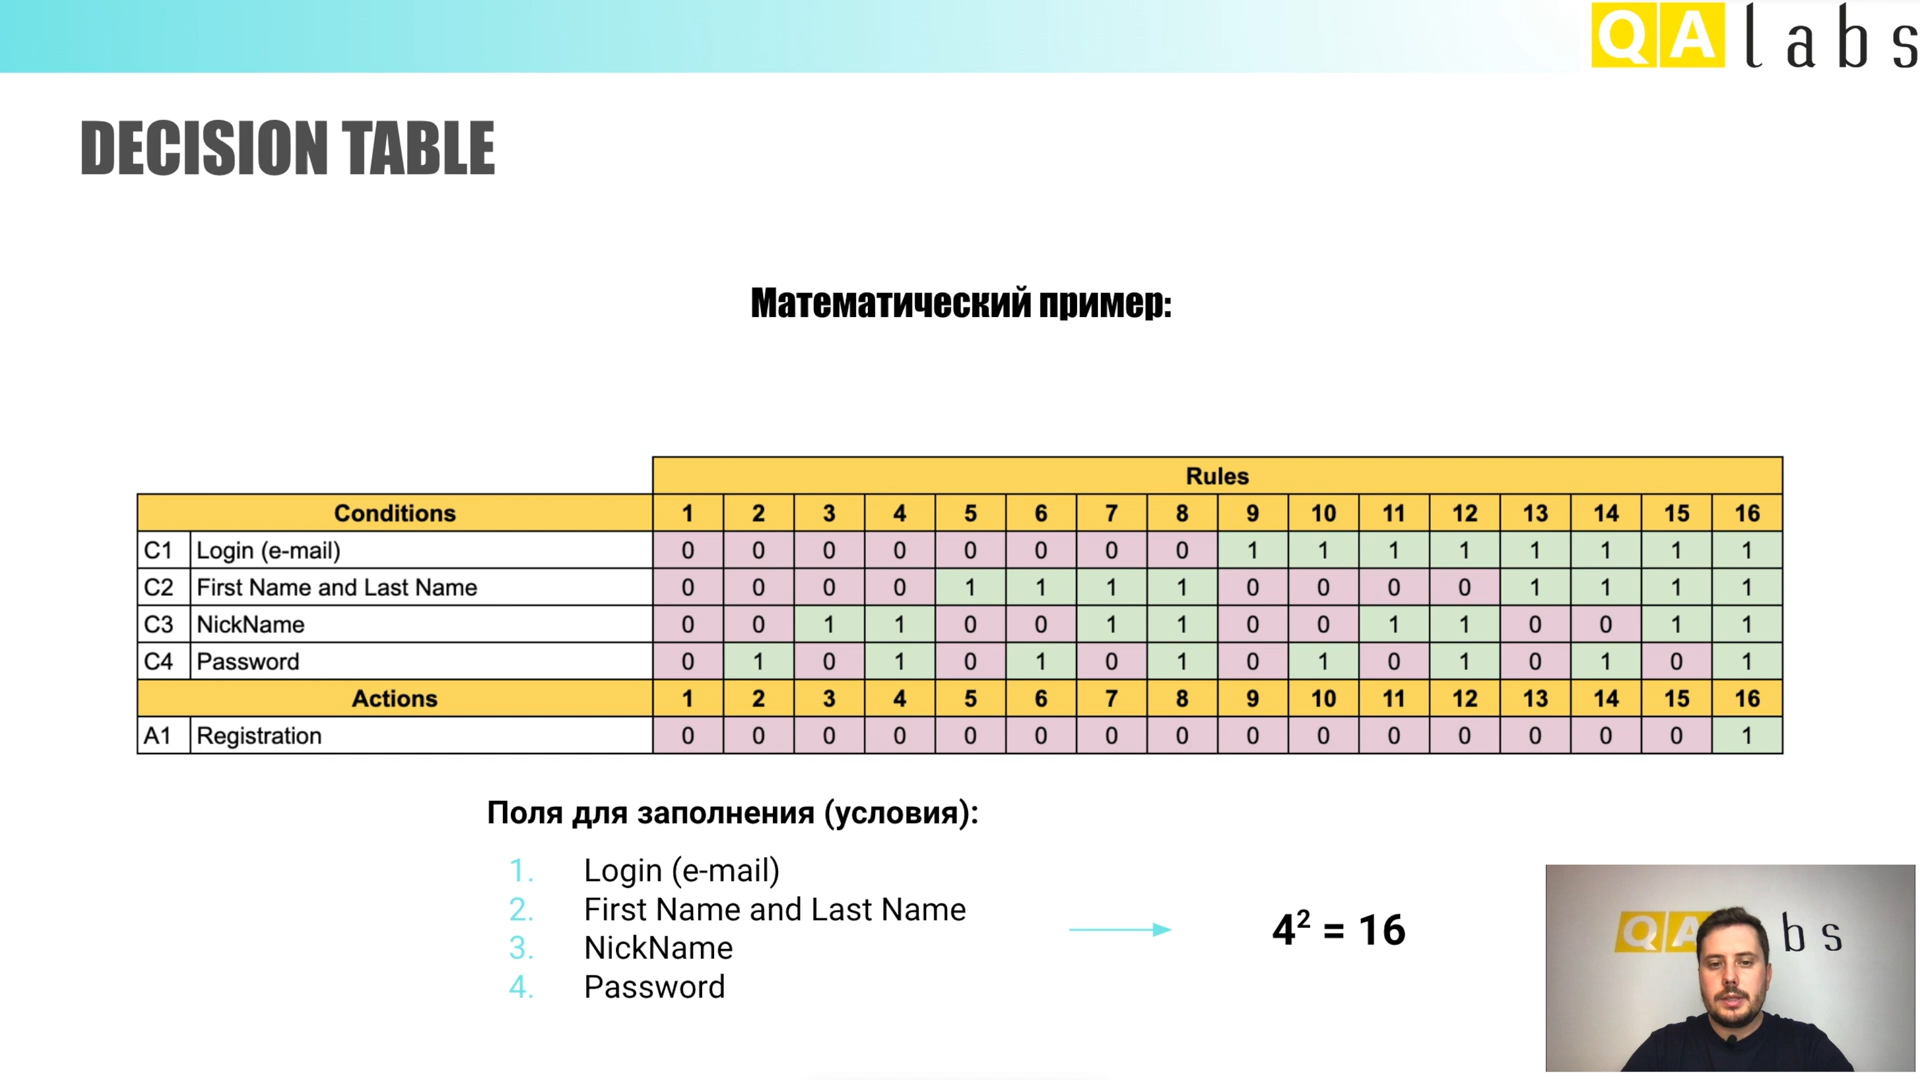 QA labs
DECISION TABLE
Математический пример:
Rules
Conditions 1 2 3 4 5 6 7 8 9 10 11 12 13 14 15 16
C1 Login (e-mail) 0 0 0 0 0 0 0 0 1 1 1 1 1 1 1 1
C2 First Name and Last Name 0 0 0 0 1 1 1 1 0 0 0 0 1 1 1 1
C3 NickName 0 0 1 1 0 0 1 1 0 0 1 1 0 0 1 1
C4 Password 0 1 0 1 0 1 0 1 0 1 0 1 0 1 0 1
Actions 1 2 3 4 5 6 7 8 9 10 11 12 13 14 15 16
A1 Registration 0 0 0 0 0 0 0 0 0 0 0 0 0 0 0 1
Поля для заполнения (условия):
1. Login (e-mail)
2. First Name and Last Name
3. NickName
4. Password
4² = 16
QA bs